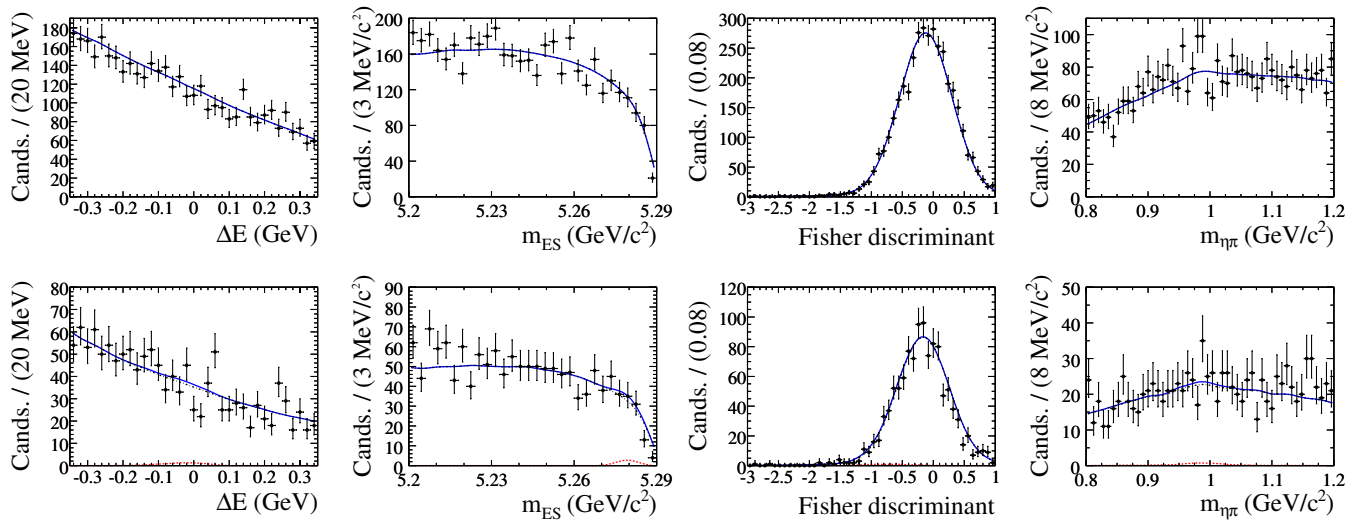 Cands. / (20 MeV)
180
160
140
120
100
80
60
40
20
0
-0.3 -0.2 -0.1 0 0.1 0.2 0.3
ΔE (GeV)
Cands. / (3 MeV/c²)
200
160
120
80
40
0
5.2 5.23 5.26 5.29
m_ES (GeV/c²)
Cands. / (0.08)
300
250
200
150
100
50
0
-3 -2.5 -2 -1.5 -1 -0.5 0 0.5 1
Fisher discriminant
Cands. / (8 MeV/c²)
100
80
60
40
20
0
0.8 0.9 1 1.1 1.2
m_ηπ (GeV/c²)
Cands. / (20 MeV)
80
70
60
50
40
30
20
10
0
-0.3 -0.2 -0.1 0 0.1 0.2 0.3
ΔE (GeV)
Cands. / (3 MeV/c²)
90
80
70
60
50
40
30
20
10
0
5.2 5.23 5.26 5.29
m_ES (GeV/c²)
Cands. / (0.08)
120
100
80
60
40
20
0
-3 -2.5 -2 -1.5 -1 -0.5 0 0.5 1
Fisher discriminant
Cands. / (8 MeV/c²)
50
40
30
20
10
0
0.8 0.9 1 1.1 1.2
m_ηπ (GeV/c²)